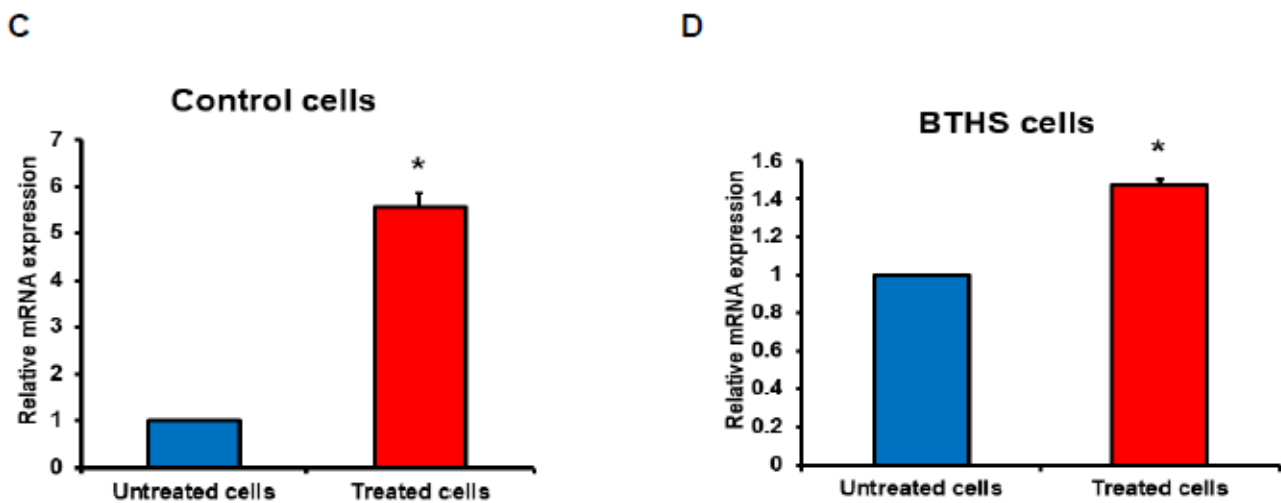 C
Control cells
Relative mRNA expression
7
6
5
4
3
2
1
0
*
Untreated cells
Treated cells
D
BTHS cells
Relative mRNA expression
1.6
1.4
1.2
1
0.8
0.6
0.4
0.2
0
*
Untreated cells
Treated cells